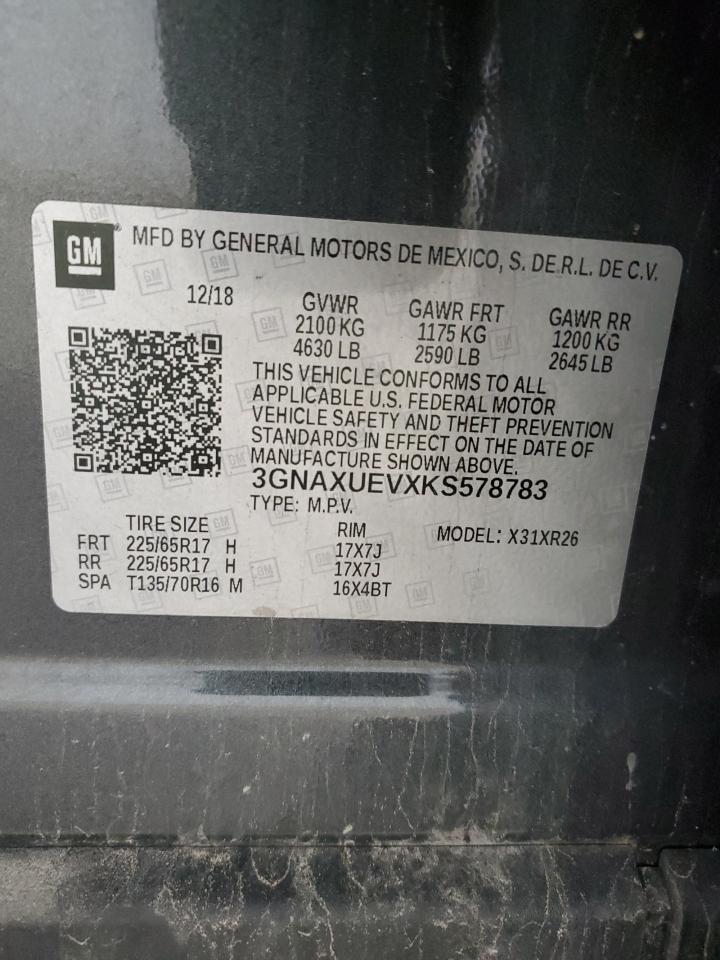 GM ® MFD BY GENERAL MOTORS DE MEXICO, S. DE R.L. DE C.V.
12/18 GVWR GAWR FRT GAWR RR
2100 KG 1175 KG 1200 KG
4630 LB 2590 LB 2645 LB
THIS VEHICLE CONFORMS TO ALL
APPLICABLE U.S. FEDERAL MOTOR
VEHICLE SAFETY AND THEFT PREVENTION
STANDARDS IN EFFECT ON THE DATE OF
MANUFACTURE SHOWN ABOVE.
3GNAXUEVXKS578783
TYPE: M.P.V.
TIRE SIZE RIM MODEL: X31XR26
FRT 225/65R17 H 17X7J
RR 225/65R17 H 17X7J
SPA T135/70R16 M 16X4BT